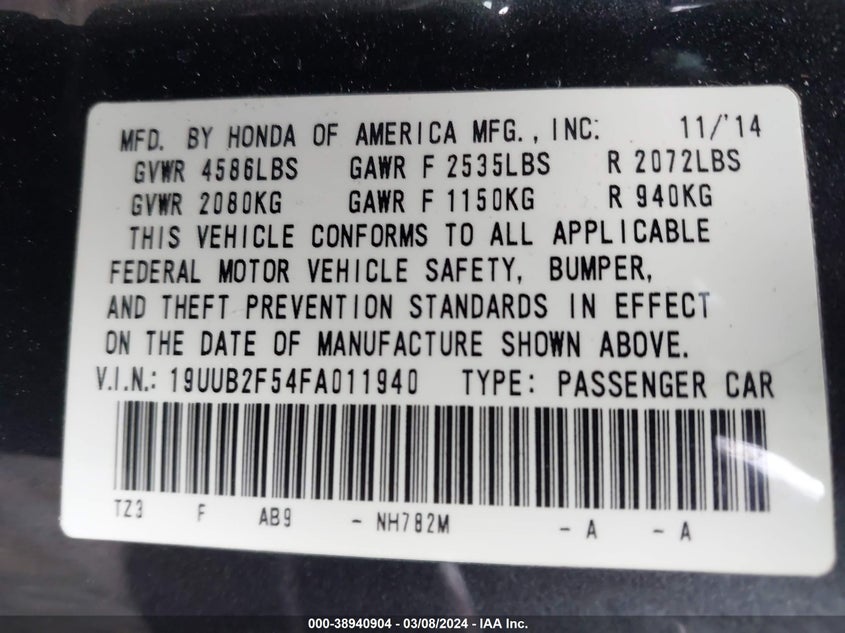 MFD. BY HONDA OF AMERICA MFG., INC. 11/'14
GVWR 4586LBS GAWR F 2535LBS R 2072LBS
GVWR 2080KG GAWR F 1150KG R 940KG
THIS VEHICLE CONFORMS TO ALL APPLICABLE
FEDERAL MOTOR VEHICLE SAFETY, BUMPER,
AND THEFT PREVENTION STANDARDS IN EFFECT
ON THE DATE OF MANUFACTURE SHOWN ABOVE.
V.I.N.: 19UUB2F54FA011940 TYPE: PASSENGER CAR
TZ3 F AB9 - NH782M - A - A
000-38940904 - 03/08/2024 - IAA Inc.